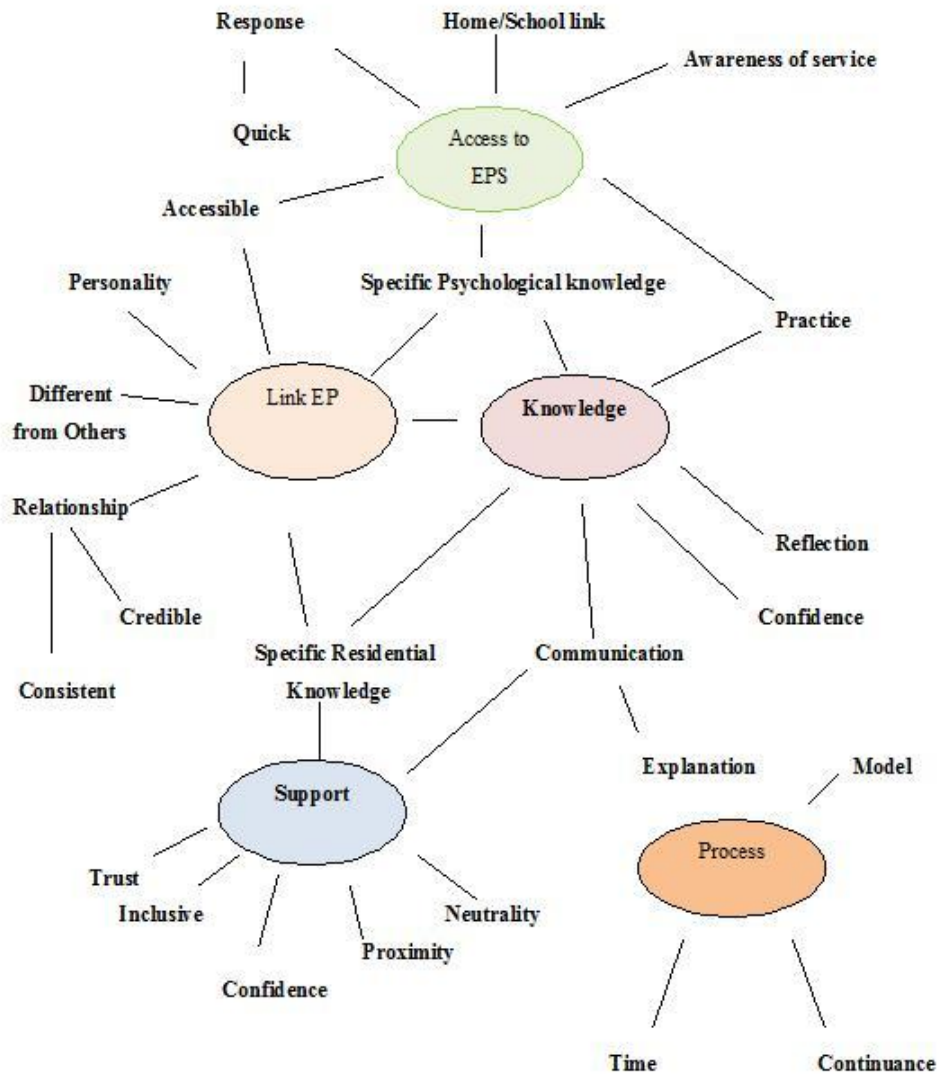 Response
Home/School link
Awareness of service
Quick
Access to
EPS
Accessible
Personality
Specific Psychological knowledge
Practice
Different
from Others
Link EP
Knowledge
Relationship
Reflection
Credible
Confidence
Consistent
Specific Residential
Knowledge
Communication
Support
Explanation
Model
Process
Trust
Inclusive
Neutrality
Proximity
Confidence
Time
Continuance